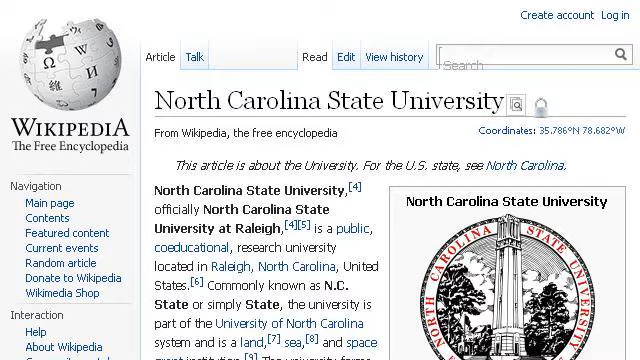 Create account Log in
Article Talk Read Edit View history Search
North Carolina State University
WIKIPEDIA
The Free Encyclopedia
From Wikipedia, the free encyclopedia
Coordinates: 35.786°N 78.682°W
This article is about the University. For the U.S. state, see North Carolina.
Navigation
Main page
Contents
Featured content
Current events
Random article
Donate to Wikipedia
Wikimedia Shop
Interaction
Help
About Wikipedia
North Carolina State University,[4]
officially North Carolina State
University at Raleigh,[4][5] is a public,
coeducational, research university
located in Raleigh, North Carolina, United
States.[6] Commonly known as N.C.
State or simply State, the university is
part of the University of North Carolina
system and is a land,[7] sea,[8] and space
North Carolina State University
NORTH CAROLINA STATE UNIVERSITY